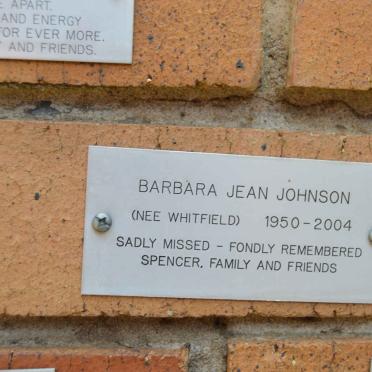 APART.
AND ENERGY
FOR EVER MORE.
AND FRIENDS.
BARBARA JEAN JOHNSON
(NEE WHITFIELD) 1950-2004
SADLY MISSED - FONDLY REMEMBERED
SPENCER, FAMILY AND FRIENDS